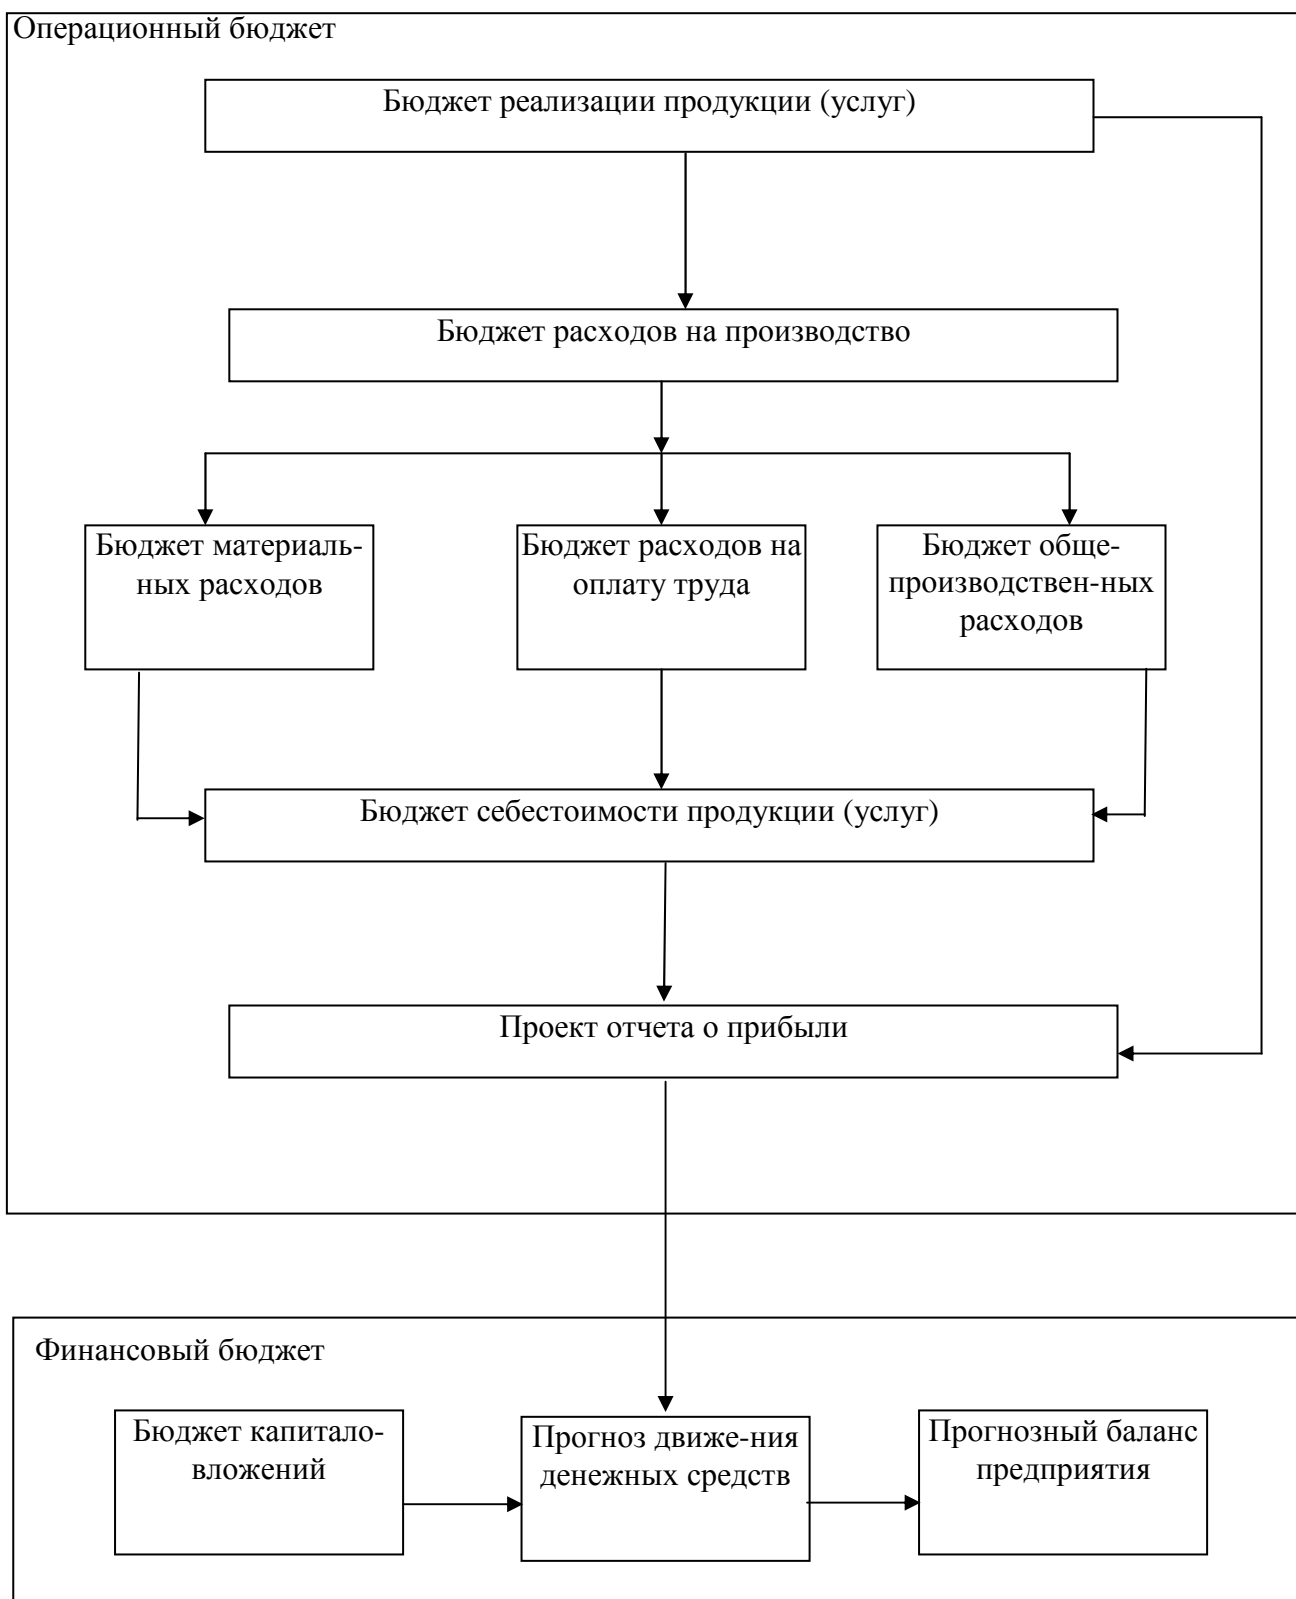 Операционный бюджет
Бюджет реализации продукции (услуг)
Бюджет расходов на производство
Бюджет материаль-
ных расходов
Бюджет расходов на
оплату труда
Бюджет обще-
производствен-ных
расходов
Бюджет себестоимости продукции (услуг)
Проект отчета о прибыли
Финансовый бюджет
Бюджет капитало-
вложений
Прогноз движе-ния
денежных средств
Прогнозный баланс
предприятия